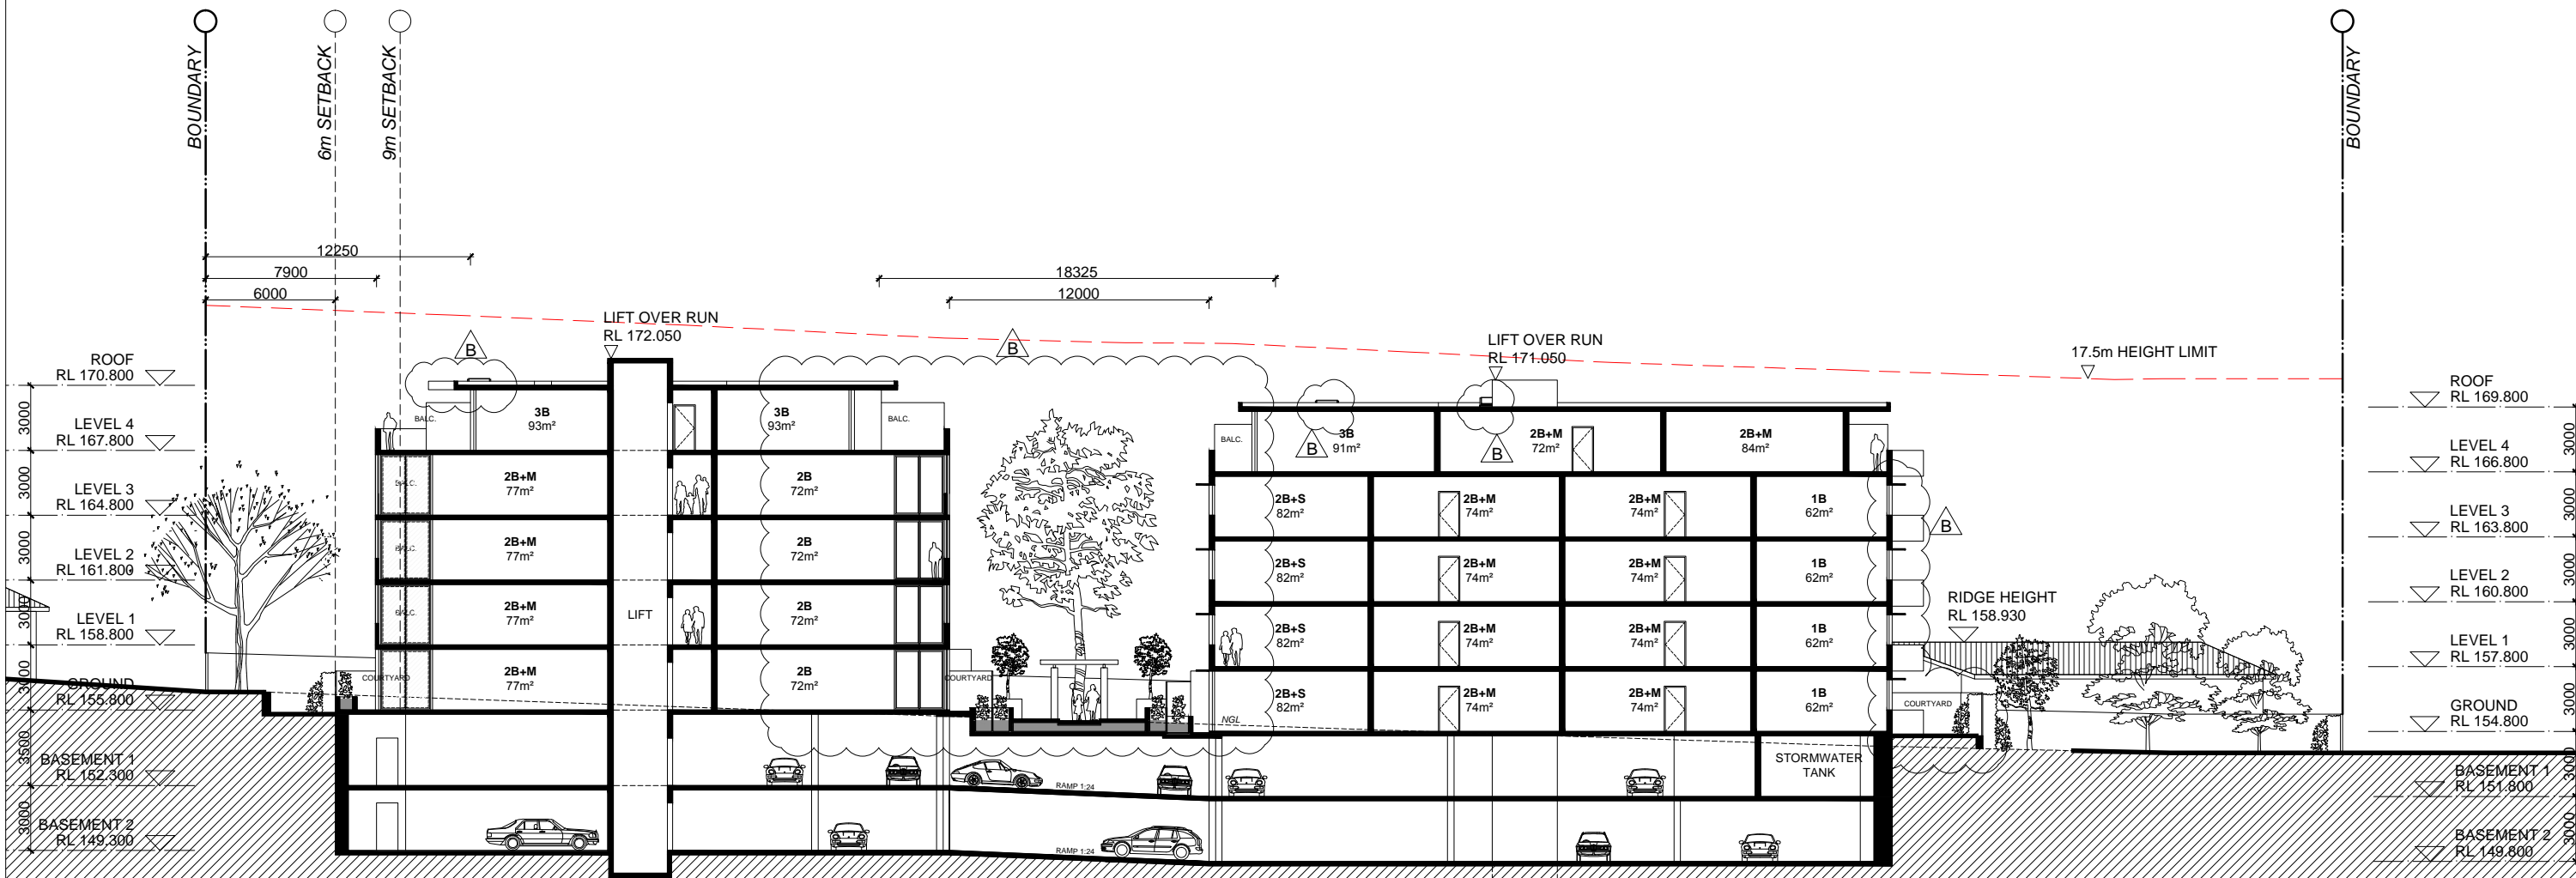 BOUNDARY
6m SETBACK
9m SETBACK
BOUNDARY
12250
7900
6000
18325
12000
LIFT OVER RUN
RL 172.050
LIFT OVER RUN
RL 171.050
17.5m HEIGHT LIMIT
B
B
B
B
B
ROOF
RL 170.800
LEVEL 4
RL 167.800
LEVEL 3
RL 164.800
LEVEL 2
RL 161.800
LEVEL 1
RL 158.800
GROUND
RL 155.800
BASEMENT 1
RL 152.300
BASEMENT 2
RL 149.300
3000
3000
3000
3000
3000
3500
3000
BALC.
3B
93m²
3B
93m²
BALC.
BALC.
2B+M
77m²
2B
72m²
BALC.
2B+M
77m²
2B
72m²
BALC.
2B+M
77m²
2B
72m²
COURTYARD
2B+M
77m²
2B
72m²
COURTYARD
LIFT
BALC.
3B
91m²
2B+M
72m²
2B+M
84m²
2B+S
82m²
2B+M
74m²
2B+M
74m²
1B
62m²
2B+S
82m²
2B+M
74m²
2B+M
74m²
1B
62m²
2B+S
82m²
2B+M
74m²
2B+M
74m²
1B
62m²
2B+S
82m²
2B+M
74m²
2B+M
74m²
1B
62m²
NGL
COURTYARD
STORMWATER
TANK
RAMP 1:24
RAMP 1:24
RIDGE HEIGHT
RL 158.930
ROOF
RL 169.800
LEVEL 4
RL 166.800
LEVEL 3
RL 163.800
LEVEL 2
RL 160.800
LEVEL 1
RL 157.800
GROUND
RL 154.800
BASEMENT 1
RL 151.800
BASEMENT 2
RL 149.800
3000
3000
3000
3000
3000
3000
3000